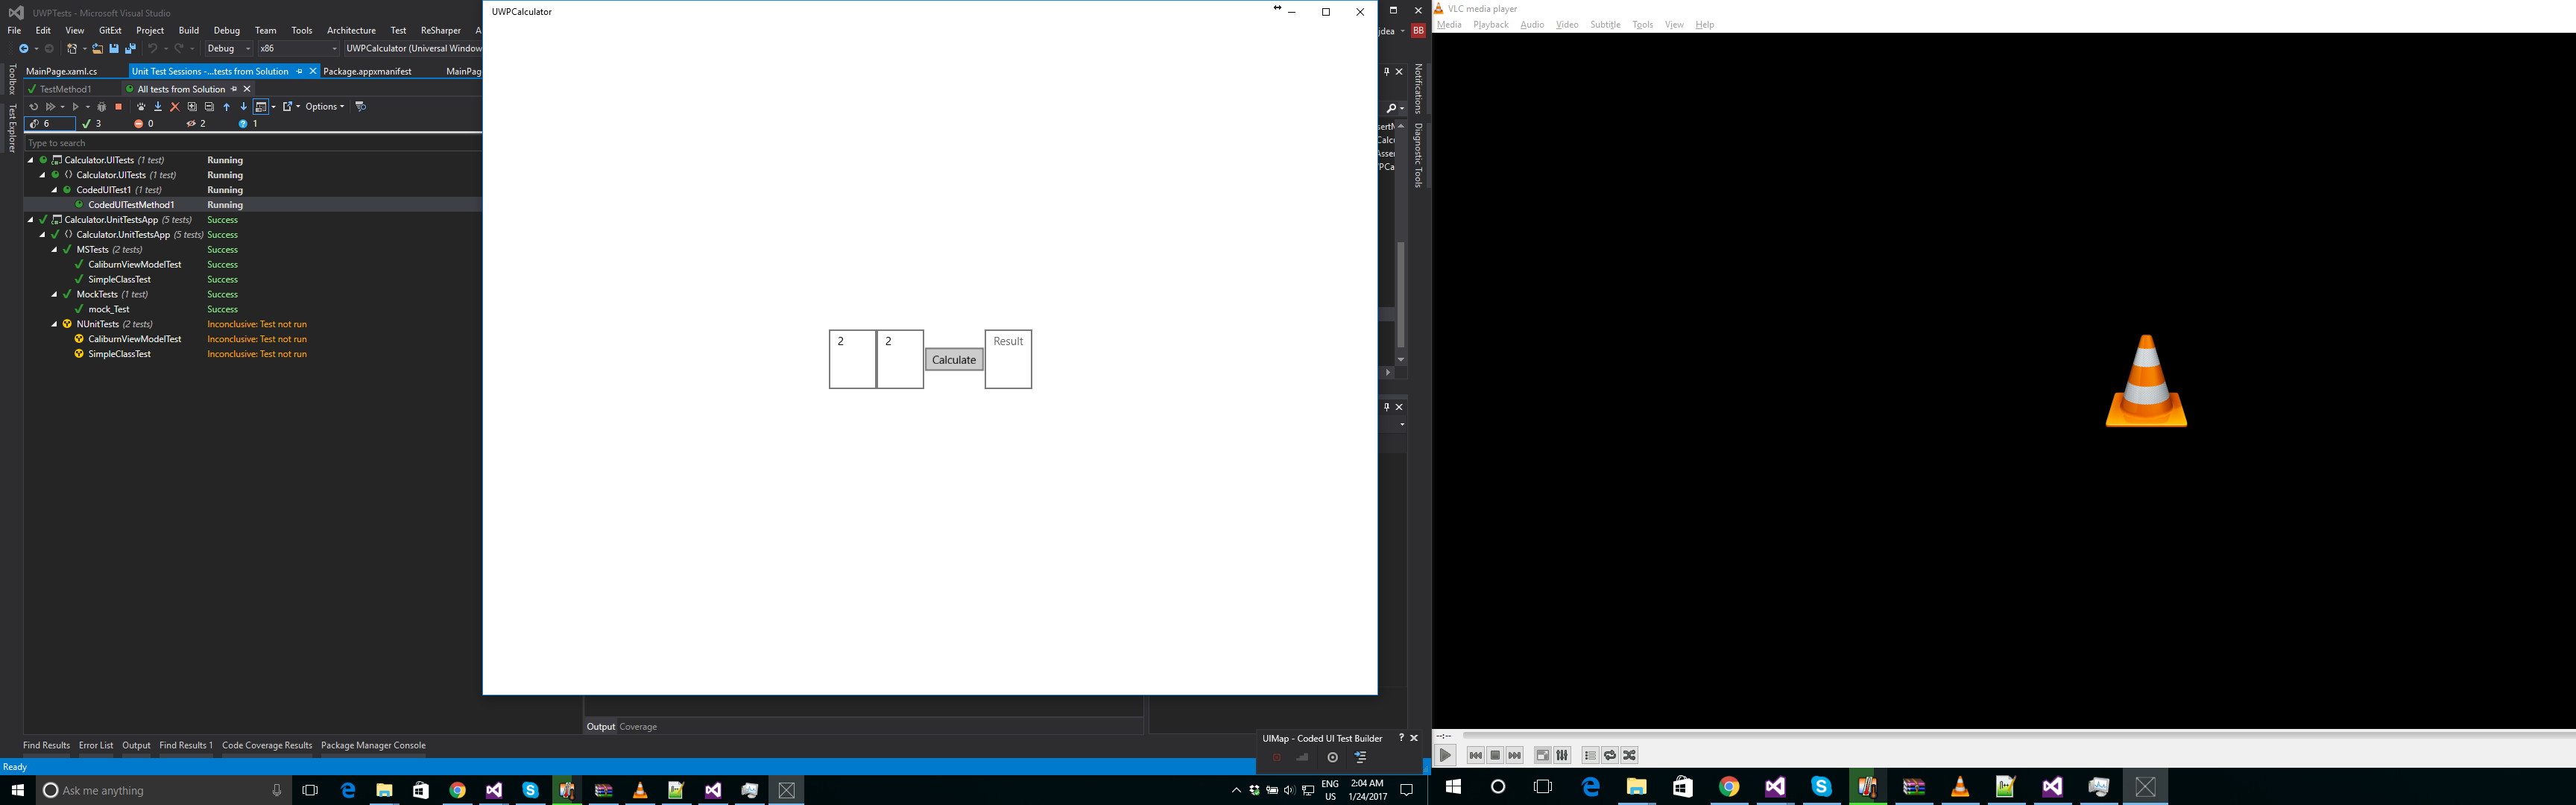 UWPTests - Microsoft Visual Studio
File Edit View GitExt Project Build Debug Team Tools Architecture Test ReSharper
Debug x86 UWPCalculator (Universal Window
MainPage.xaml.cs Unit Test Sessions -...tests from Solution Package.appxmanifest MainPag
TestMethod1 All tests from Solution
Options
6 3 0 2 1
Type to search
Calculator.UITests (1 test) Running
Calculator.UITests (1 test) Running
CodedUITest1 (1 test) Running
CodedUITestMethod1 Running
Calculator.UnitTestsApp (5 tests) Success
Calculator.UnitTestsApp (5 tests) Success
MSTests (2 tests) Success
CaliburnViewModelTest Success
SimpleClassTest Success
MockTests (1 test) Success
mock_Test Success
NUnitTests (2 tests) Inconclusive: Test not run
CaliburnViewModelTest Inconclusive: Test not run
SimpleClassTest Inconclusive: Test not run
Toolbox
Test Explorer
UWPCalculator
2 2 Calculate Result
jdea BB
Notifications
Diagnostic Tools
Output Coverage
Find Results Error List Output Find Results 1 Code Coverage Results Package Manager Console
Ready
UIMap - Coded UI Test Builder ?
Ask me anything
ENG
US
2:04 AM
1/24/2017
VLC media player
Media Playback Audio Video Subtitle Tools View Help
--:--